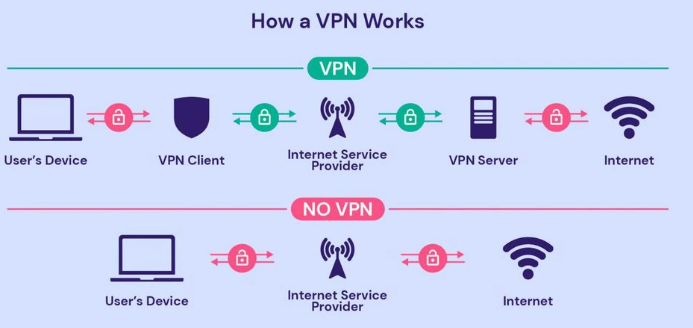 How a VPN Works
VPN
User's Device
VPN Client
Internet Service
Provider
VPN Server
Internet
NO VPN
User's Device
Internet Service
Provider
Internet